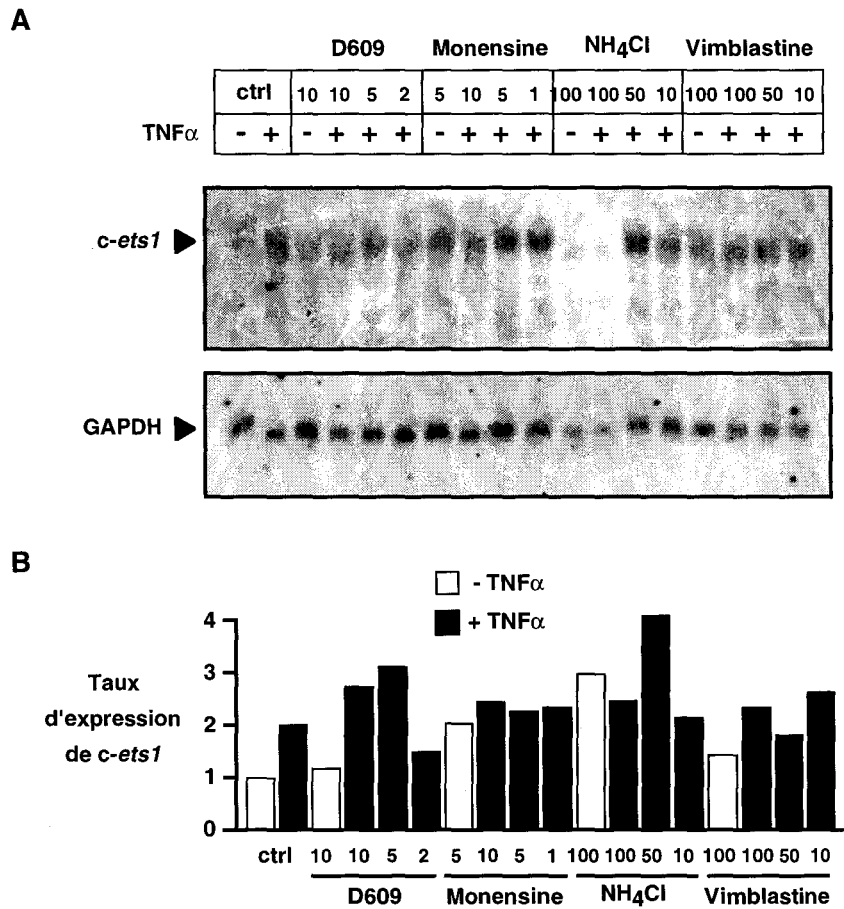 A
D609 Monensine NH4Cl Vimblastine
ctrl 10 10 5 2 5 10 5 1 100 100 50 10 100 100 50 10
TNFα - + - + + + - + + + - + + + - + + +
c-ets1
GAPDH
B
- TNFα
+ TNFα
4
3
2
1
0
Taux
d'expression
de c-ets1
ctrl 10 10 5 2 5 10 5 1 100 100 50 10 100 100 50 10
D609 Monensine NH4Cl Vimblastine